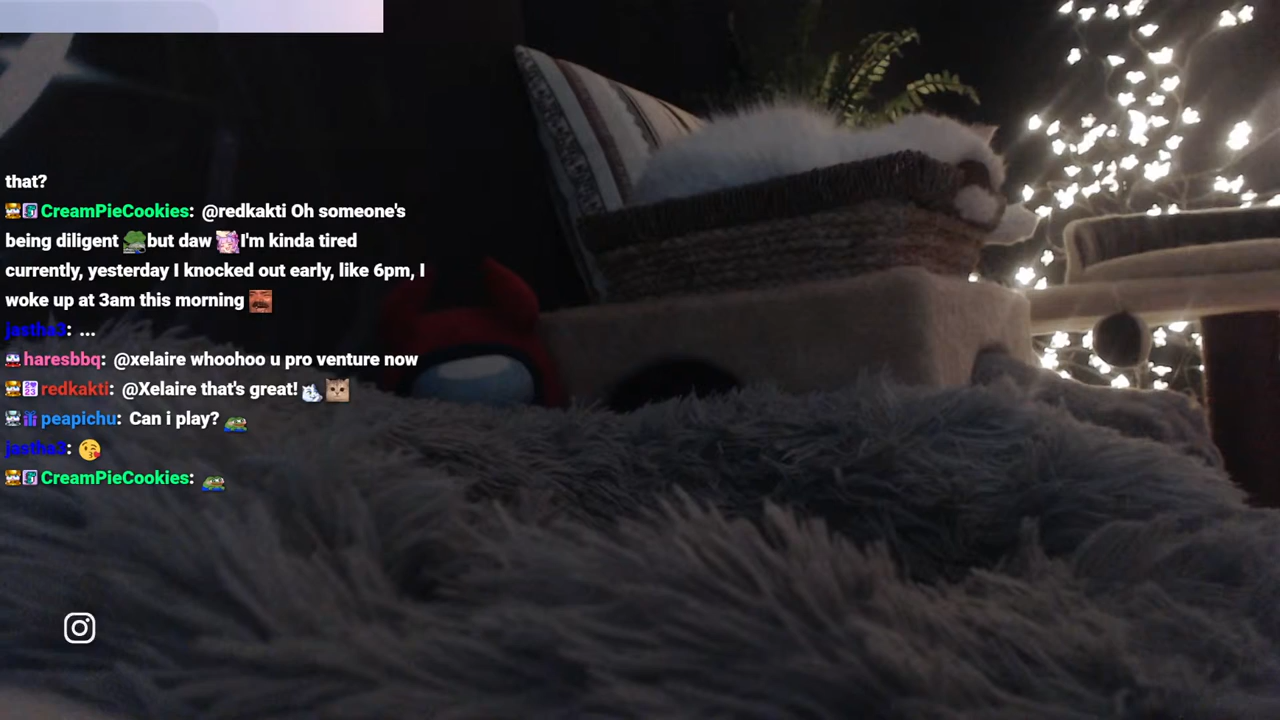 that?
CreamPieCookies: @redkakti Oh someone's
being diligent but daw I'm kinda tired
currently, yesterday I knocked out early, like 6pm, I
woke up at 3am this morning
jastha3: ...
haresbbq: @xelaire whoohoo u pro venture now
redkakti: @Xelaire that's great!
peapichu: Can i play?
jastha3:
CreamPieCookies: